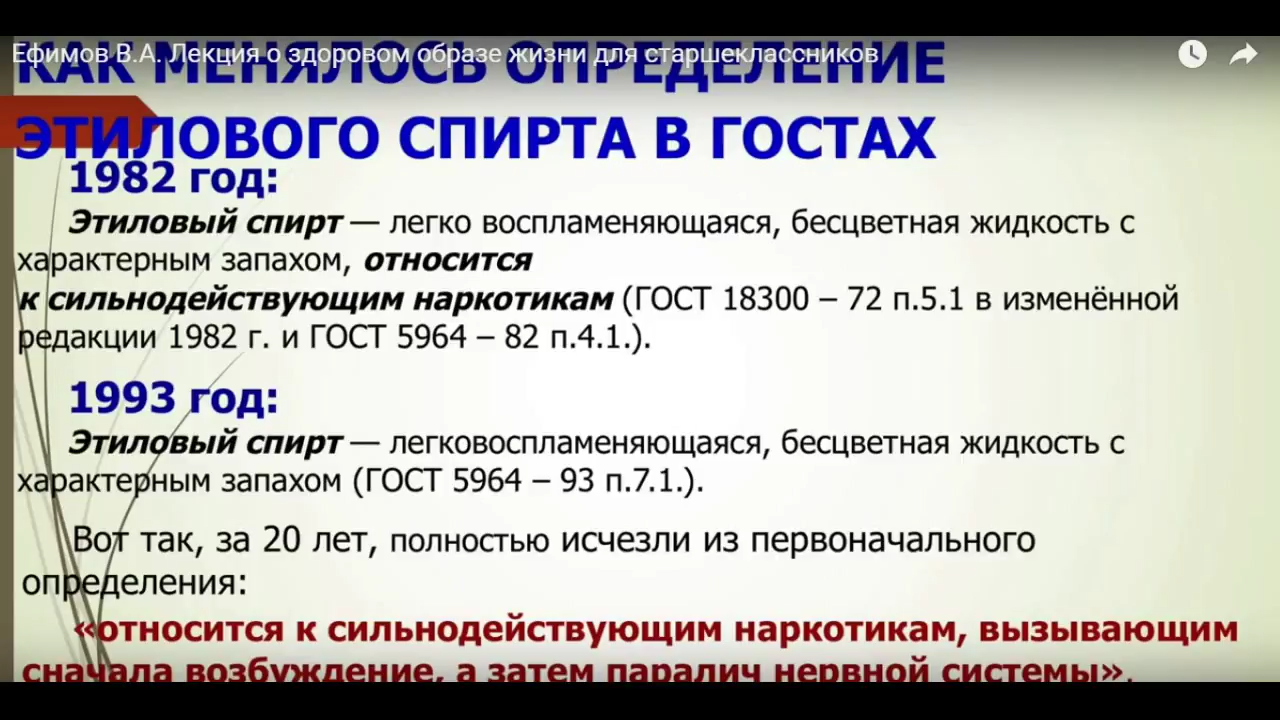 Ефимов В.А. Лекция о здоровом образе жизни для старшеклассников
КАК МЕНЯЛОСЬ ОПРЕДЕЛЕНИЕ
ЭТИЛОВОГО СПИРТА В ГОСТАХ
1982 год:
Этиловый спирт — легко воспламеняющаяся, бесцветная жидкость с
характерным запахом, относится
к сильнодействующим наркотикам (ГОСТ 18300 – 72 п.5.1 в изменённой
редакции 1982 г. и ГОСТ 5964 – 82 п.4.1.).
1993 год:
Этиловый спирт — легковоспламеняющаяся, бесцветная жидкость с
характерным запахом (ГОСТ 5964 – 93 п.7.1.).
Вот так, за 20 лет, полностью исчезли из первоначального
определения:
«относится к сильнодействующим наркотикам, вызывающим
сначала возбуждение, а затем паралич нервной системы».